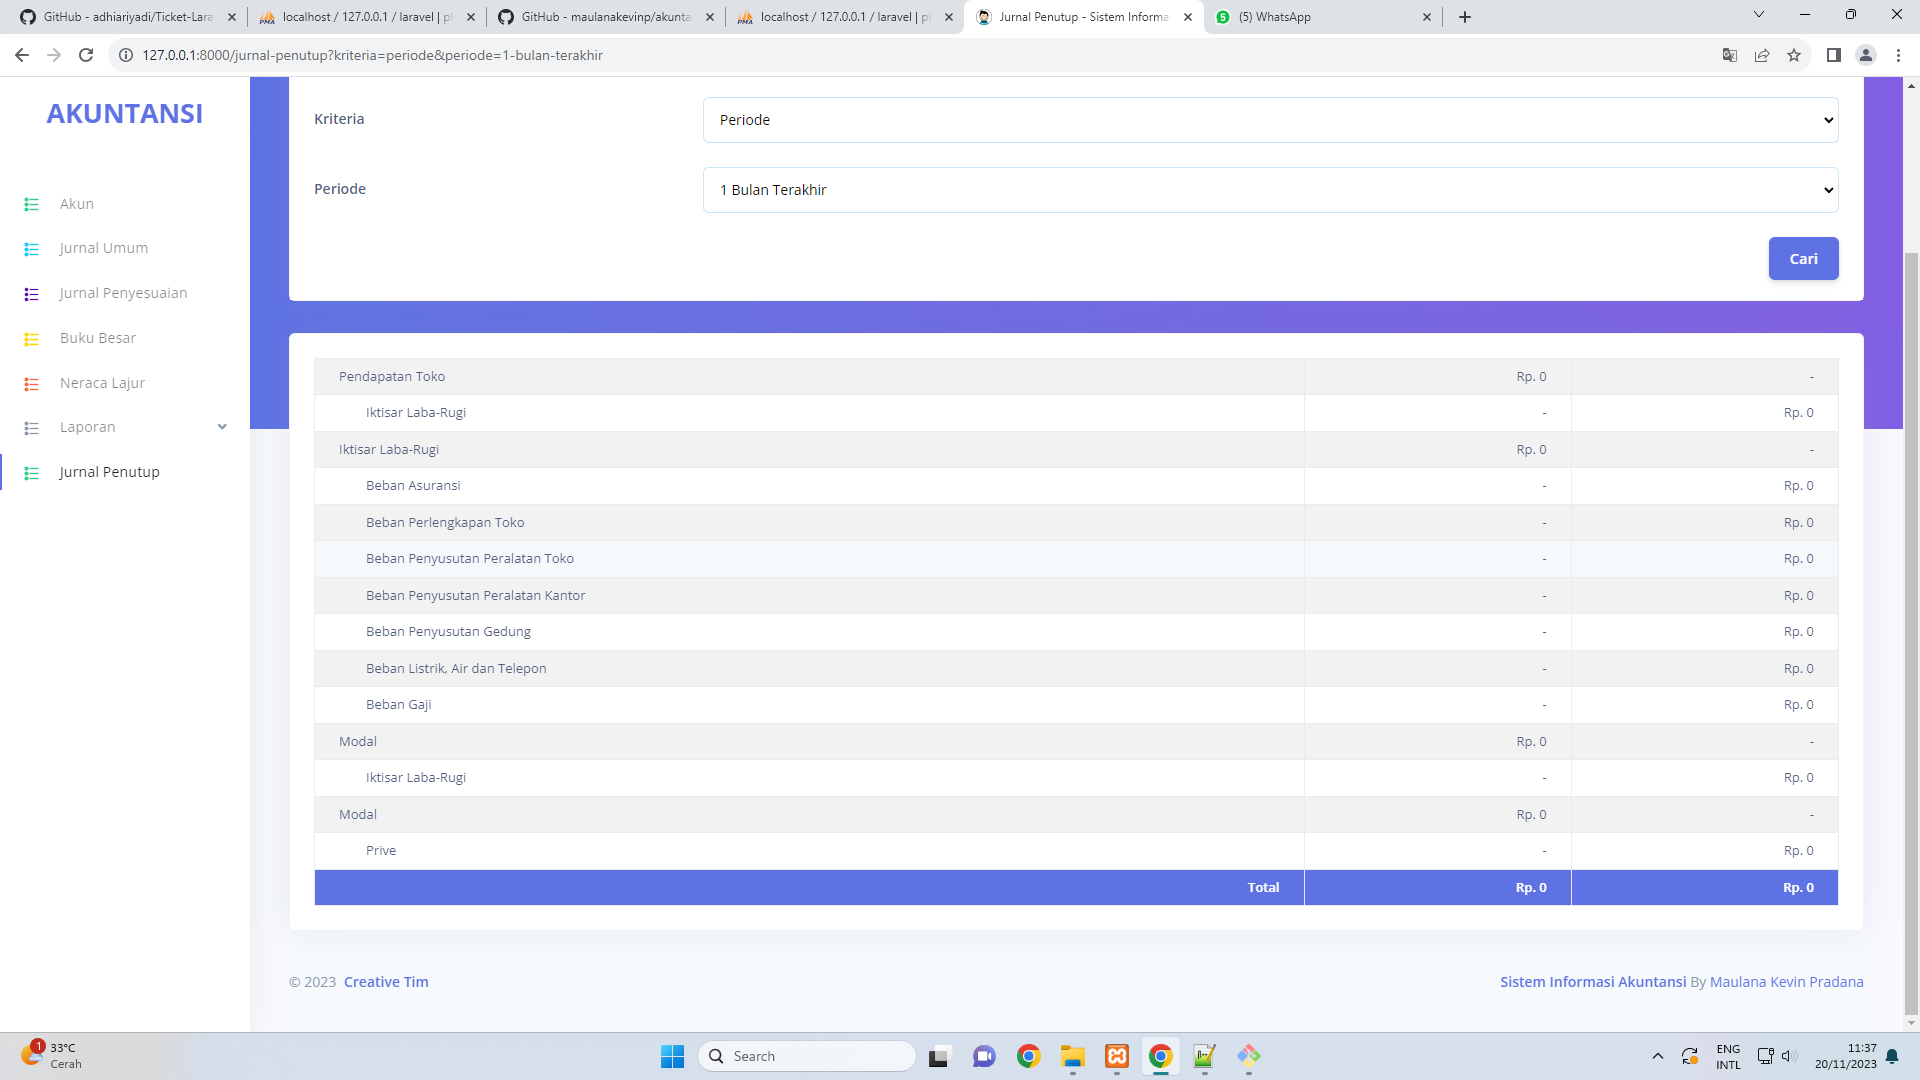 GitHub - adhiariyadi/Ticket-Lara
localhost / 127.0.0.1 / laravel | p
GitHub - maulanakevinp/akunta
localhost / 127.0.0.1 / laravel | p
Jurnal Penutup - Sistem Informa
(5) WhatsApp
127.0.0.1:8000/jurnal-penutup?kriteria=periode&periode=1-bulan-terakhir
AKUNTANSI
Akun
Jurnal Umum
Jurnal Penyesuaian
Buku Besar
Neraca Lajur
Laporan
Jurnal Penutup
Kriteria
Periode
Periode
1 Bulan Terakhir
Cari
Pendapatan Toko Rp. 0 -
Iktisar Laba-Rugi - Rp. 0
Iktisar Laba-Rugi Rp. 0 -
Beban Asuransi - Rp. 0
Beban Perlengkapan Toko - Rp. 0
Beban Penyusutan Peralatan Toko - Rp. 0
Beban Penyusutan Peralatan Kantor - Rp. 0
Beban Penyusutan Gedung - Rp. 0
Beban Listrik, Air dan Telepon - Rp. 0
Beban Gaji - Rp. 0
Modal Rp. 0 -
Iktisar Laba-Rugi - Rp. 0
Modal Rp. 0 -
Prive - Rp. 0
Total Rp. 0 Rp. 0
© 2023 Creative Tim
Sistem Informasi Akuntansi By Maulana Kevin Pradana
1
33°C
Cerah
Search
ENG
INTL
11:37
20/11/2023